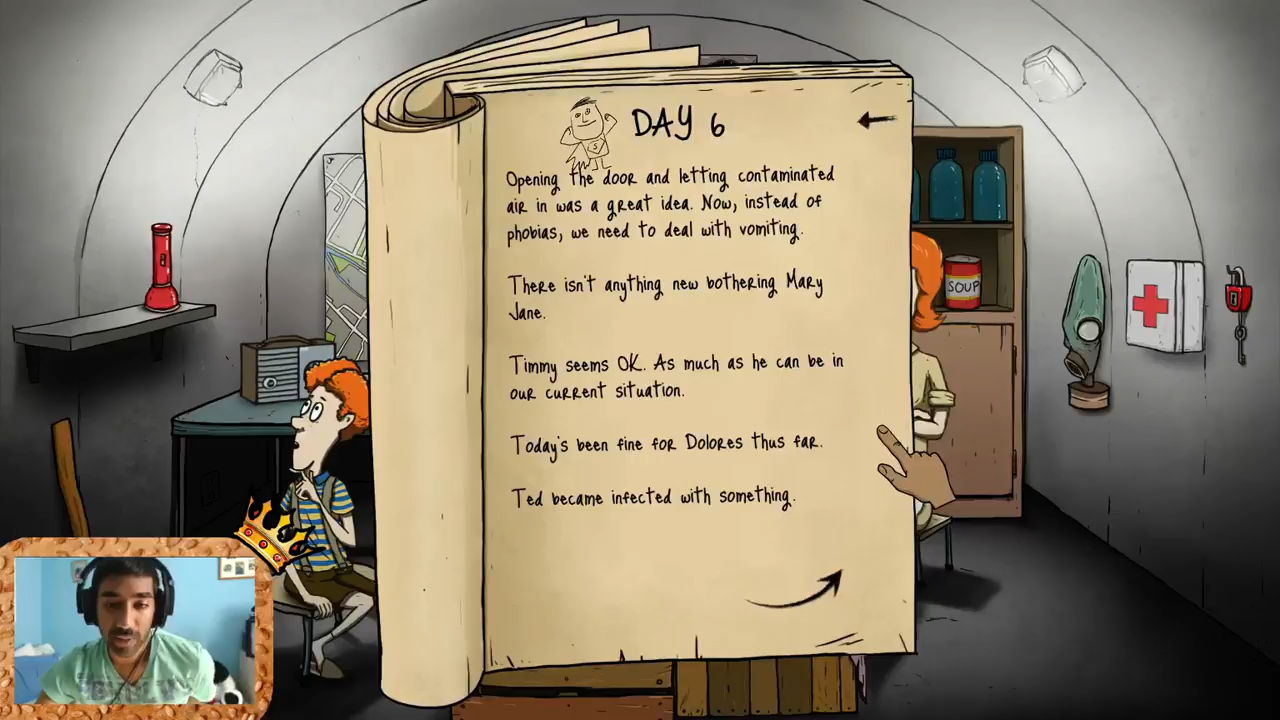 DAY 6
Opening the door and letting contaminated
air in was a great idea. Now, instead of
phobias, we need to deal with vomiting.
There isn't anything new bothering Mary
Jane.
Timmy seems OK. As much as he can be in
our current situation.
Today's been fine for Dolores thus far.
Ted became infected with something.
SOUP